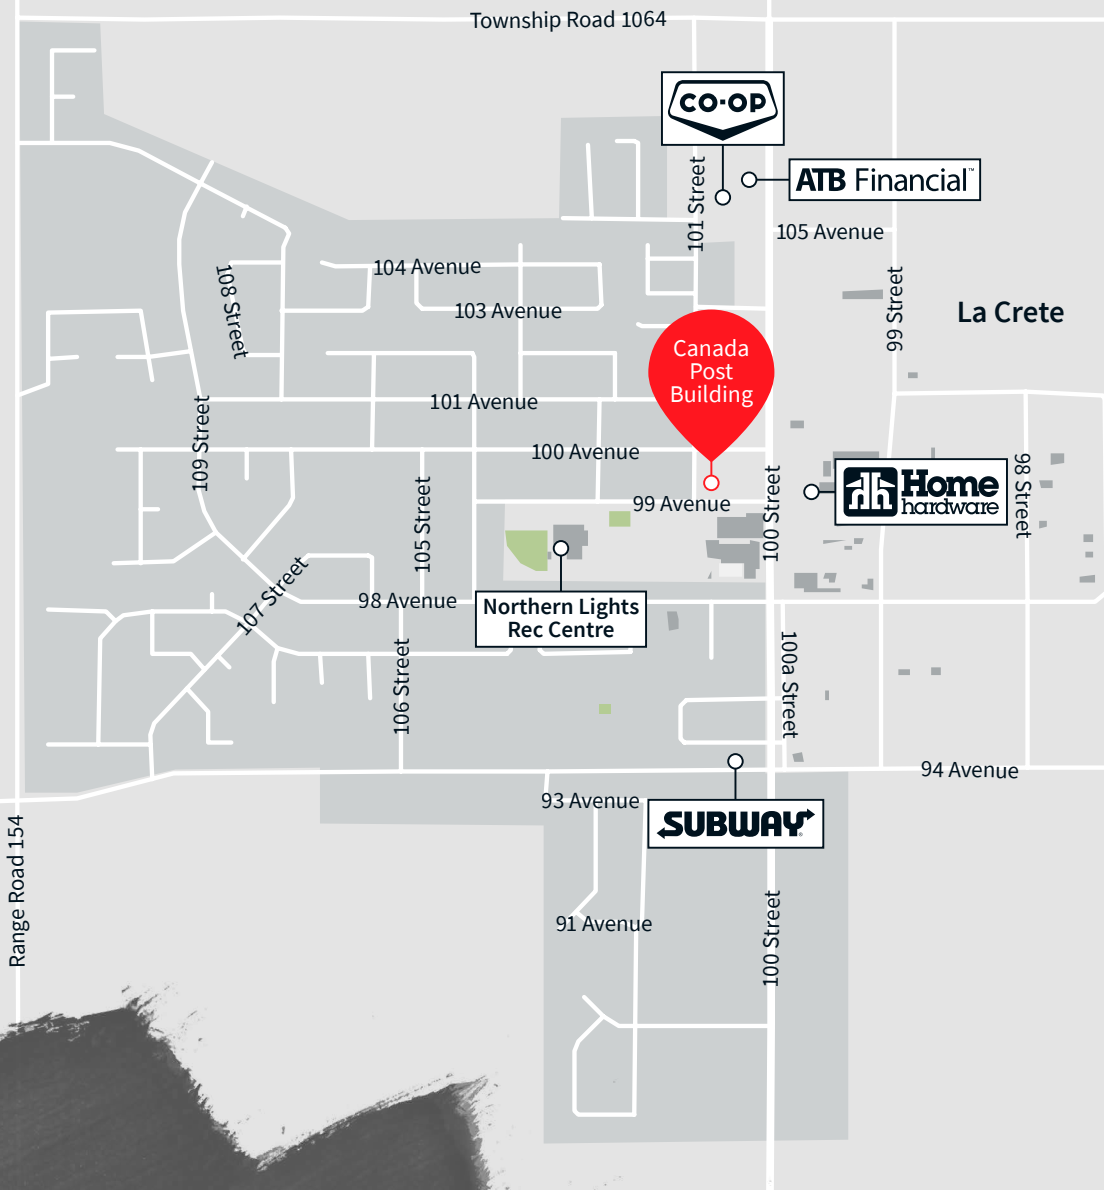 Township Road 1064
CO-OP
ATB Financial™
101 Street
105 Avenue
104 Avenue
108 Street
103 Avenue
99 Street
La Crete
Canada
Post
Building
101 Avenue
109 Street
100 Avenue
98 Street
105 Street
99 Avenue
100 Street
Home
hardware
107 Street
98 Avenue
Northern Lights
Rec Centre
106 Street
100a Street
94 Avenue
93 Avenue
SUBWAY®
Range Road 154
91 Avenue
100 Street